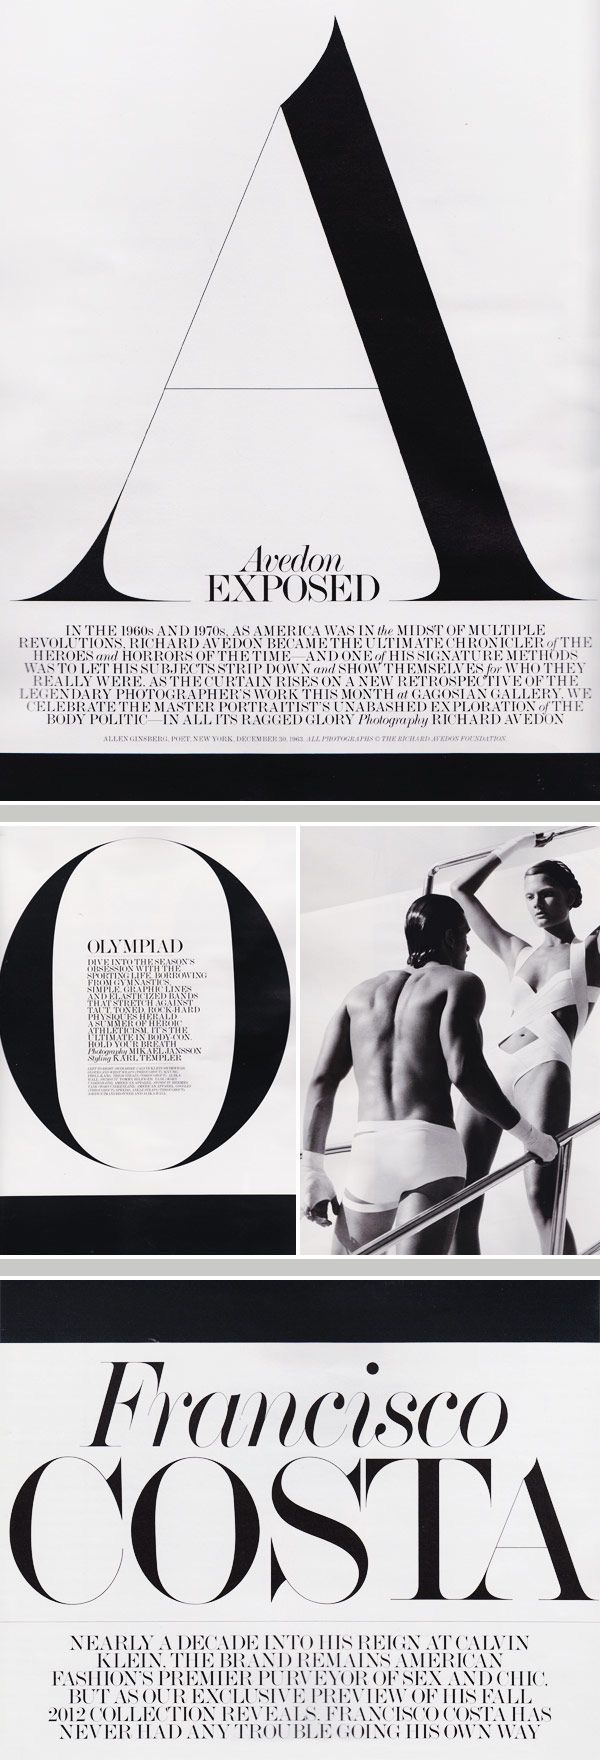 A
Avedon
EXPOSED
IN THE 1960s AND 1970s, AS AMERICA WAS IN the MIDST OF MULTIPLE
REVOLUTIONS, RICHARD AVEDON BECAME THE ULTIMATE CHRONICLER of THE
HEROES and HORRORS OF THE TIME—AND ONE of HIS SIGNATURE METHODS
WAS TO LET HIS SUBJECTS STRIP DOWN and SHOW THEMSELVES for WHO THEY
REALLY WERE. AS THE CURTAIN RISES ON A NEW RETROSPECTIVE OF THE
LEGENDARY PHOTOGRAPHER'S WORK THIS MONTH at GAGOSIAN GALLERY, WE
CELEBRATE THE MASTER PORTRAITIST'S UNABASHED EXPLORATION of THE
BODY POLITIC—IN ALL ITS RAGGED GLORY Photography RICHARD AVEDON
ALLEN GINSBERG, POET, NEW YORK, DECEMBER 30, 1963. ALL PHOTOGRAPHS © THE RICHARD AVEDON FOUNDATION.
O
OLYMPIAD
DIVE INTO THE SEASON'S
OBSESSION WITH THE
SPORTING LIFE. BORROWING
FROM GYMNASTICS,
SIMPLE, GRAPHIC LINES
AND ELASTICIZED BANDS
THAT STRETCH AGAINST
TAUT, TONED, ROCK-HARD
PHYSIQUES HERALD
A SUMMER OF HEROIC
ATHLETICISM. IT'S THE
ULTIMATE IN BODY-CON.
HOLD YOUR BREATH
Photography MIKAEL JANSSON
Styling KARL TEMPLER
Francisco
COSTA
NEARLY A DECADE INTO HIS REIGN AT CALVIN
KLEIN, THE BRAND REMAINS AMERICAN
FASHION'S PREMIER PURVEYOR OF SEX AND CHIC.
BUT AS OUR EXCLUSIVE PREVIEW OF HIS FALL
2012 COLLECTION REVEALS, FRANCISCO COSTA HAS
NEVER HAD ANY TROUBLE GOING HIS OWN WAY